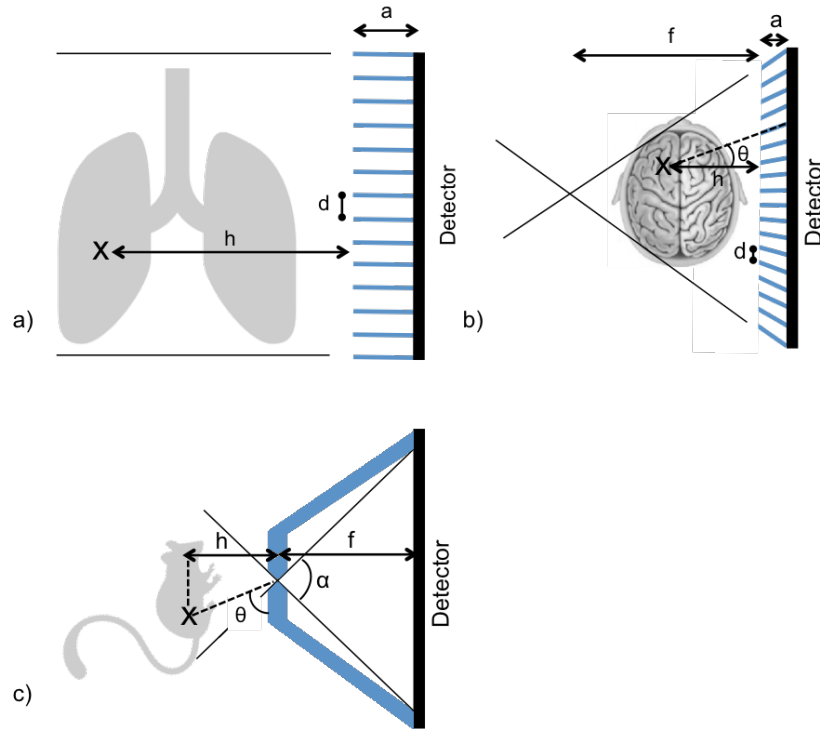 a
h
d
Detector
a)
f
a
X
θ
h
d
Detector
b)
X
h
f
α
θ
X
Detector
c)